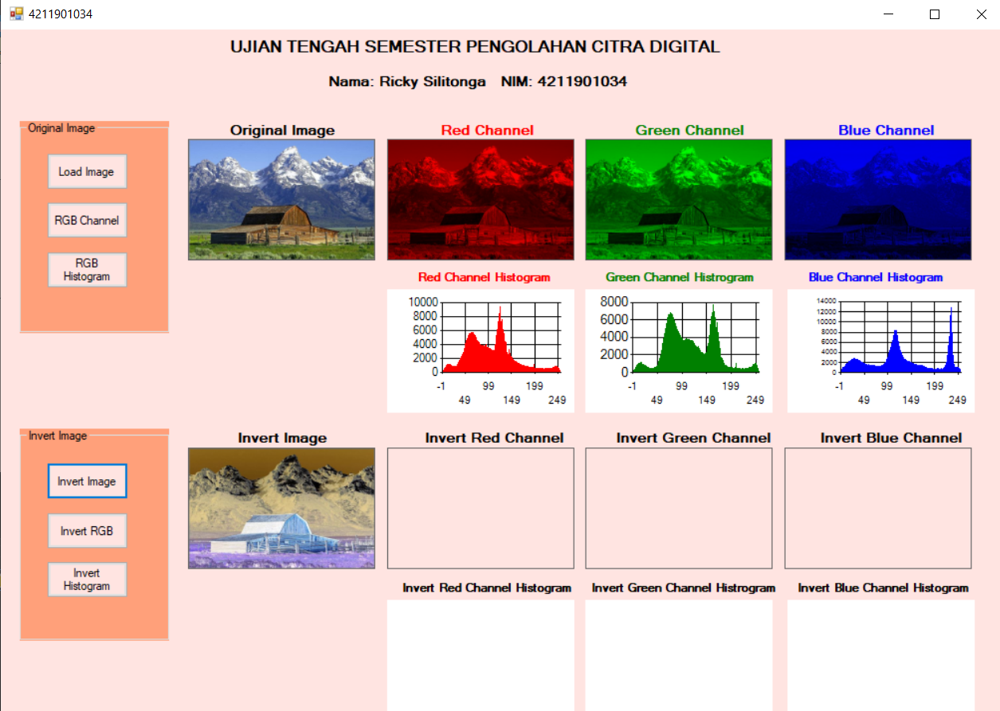 4211901034
UJIAN TENGAH SEMESTER PENGOLAHAN CITRA DIGITAL
Nama: Ricky Silitonga NIM: 4211901034
Original Image
Load Image
RGB Channel
RGB
Histogram
Original Image
Red Channel
Green Channel
Blue Channel
Red Channel Histogram
Green Channel Histrogram
Blue Channel Histogram
10000
8000
6000
4000
2000
0
-1 99 199
49 149 249
8000
6000
4000
2000
0
-1 99 199
49 149 249
14000
12000
10000
8000
6000
4000
2000
0
-1 99 199
49 149 249
Invert Image
Invert Image
Invert RGB
Invert
Histogram
Invert Image
Invert Red Channel
Invert Green Channel
Invert Blue Channel
Invert Red Channel Histogram
Invert Green Channel Histrogram
Invert Blue Channel Histogram